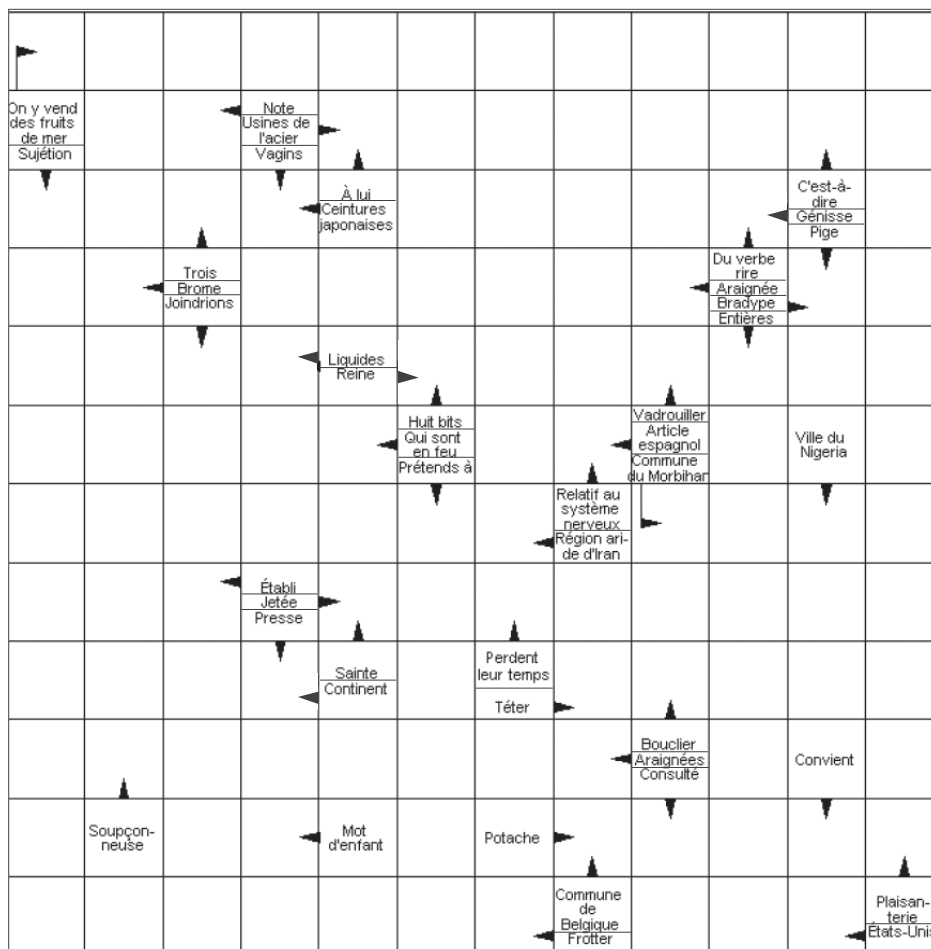 On y vend
des fruits
de mer
Sujétion
Note
Usines de
l'acier
Vagins
À lui
Ceintures
japonaises
C'est-à-
dire
Génisse
Pige
Trois
Brome
Joindrions
Du verbe
rire
Araignée
Bradype
Entières
Liquides
Reine
Huit bits
Qui sont
en feu
Prétends à
Vadrouiller
Article
espagnol
Commune
du Morbihan
Ville du
Nigeria
Relatif au
système
nerveux
Région ari-
de d'Iran
Établi
Jetée
Presse
Sainte
Continent
Perdent
leur temps
Téter
Bouclier
Araignées
Consulté
Convient
Soupçon-
neuse
Mot
d'enfant
Potache
Commune
de
Belgique
Frotter
Plaisan-
terie
États-Unis